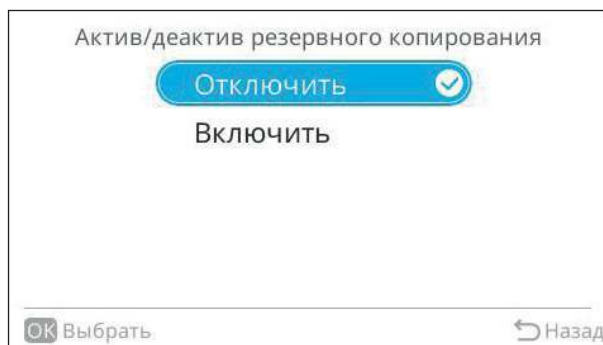 Актив/деактив резервного копирования
Отключить
Включить
OK Выбрать
Назад